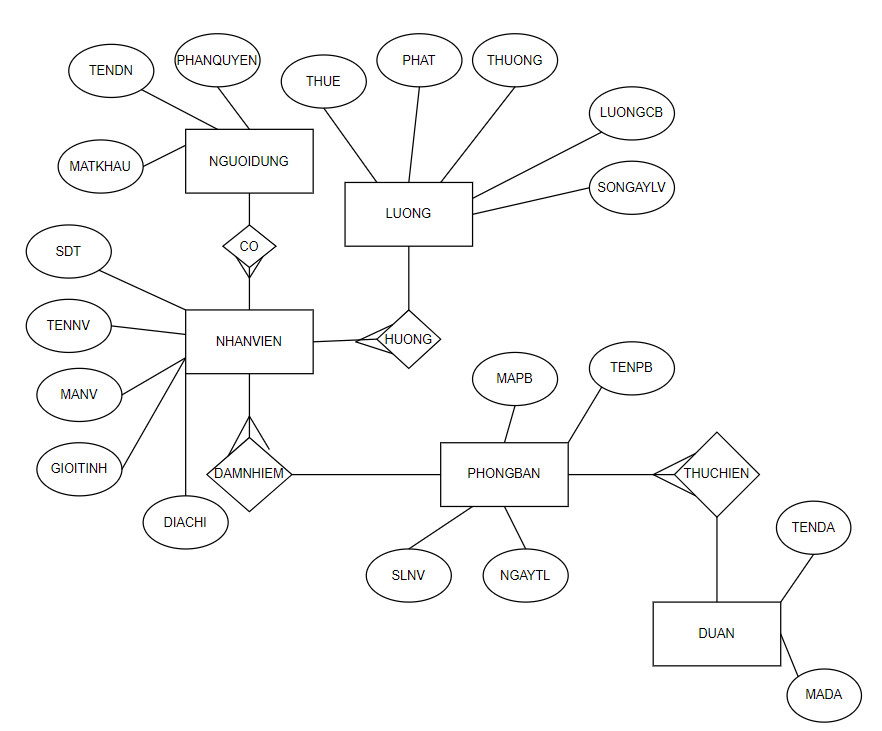 PHANQUYEN
TENDN
THUE
PHAT
THUONG
LUONGCB
MATKHAU
NGUOIDUNG
SONGAYLV
LUONG
SDT
CO
TENNV
NHANVIEN
HUONG
MANV
MAPB
TENPB
GIOITINH
DAMNHIEM
PHONGBAN
THUCHIEN
DIACHI
TENDA
SLNV
NGAYTL
DUAN
MADA